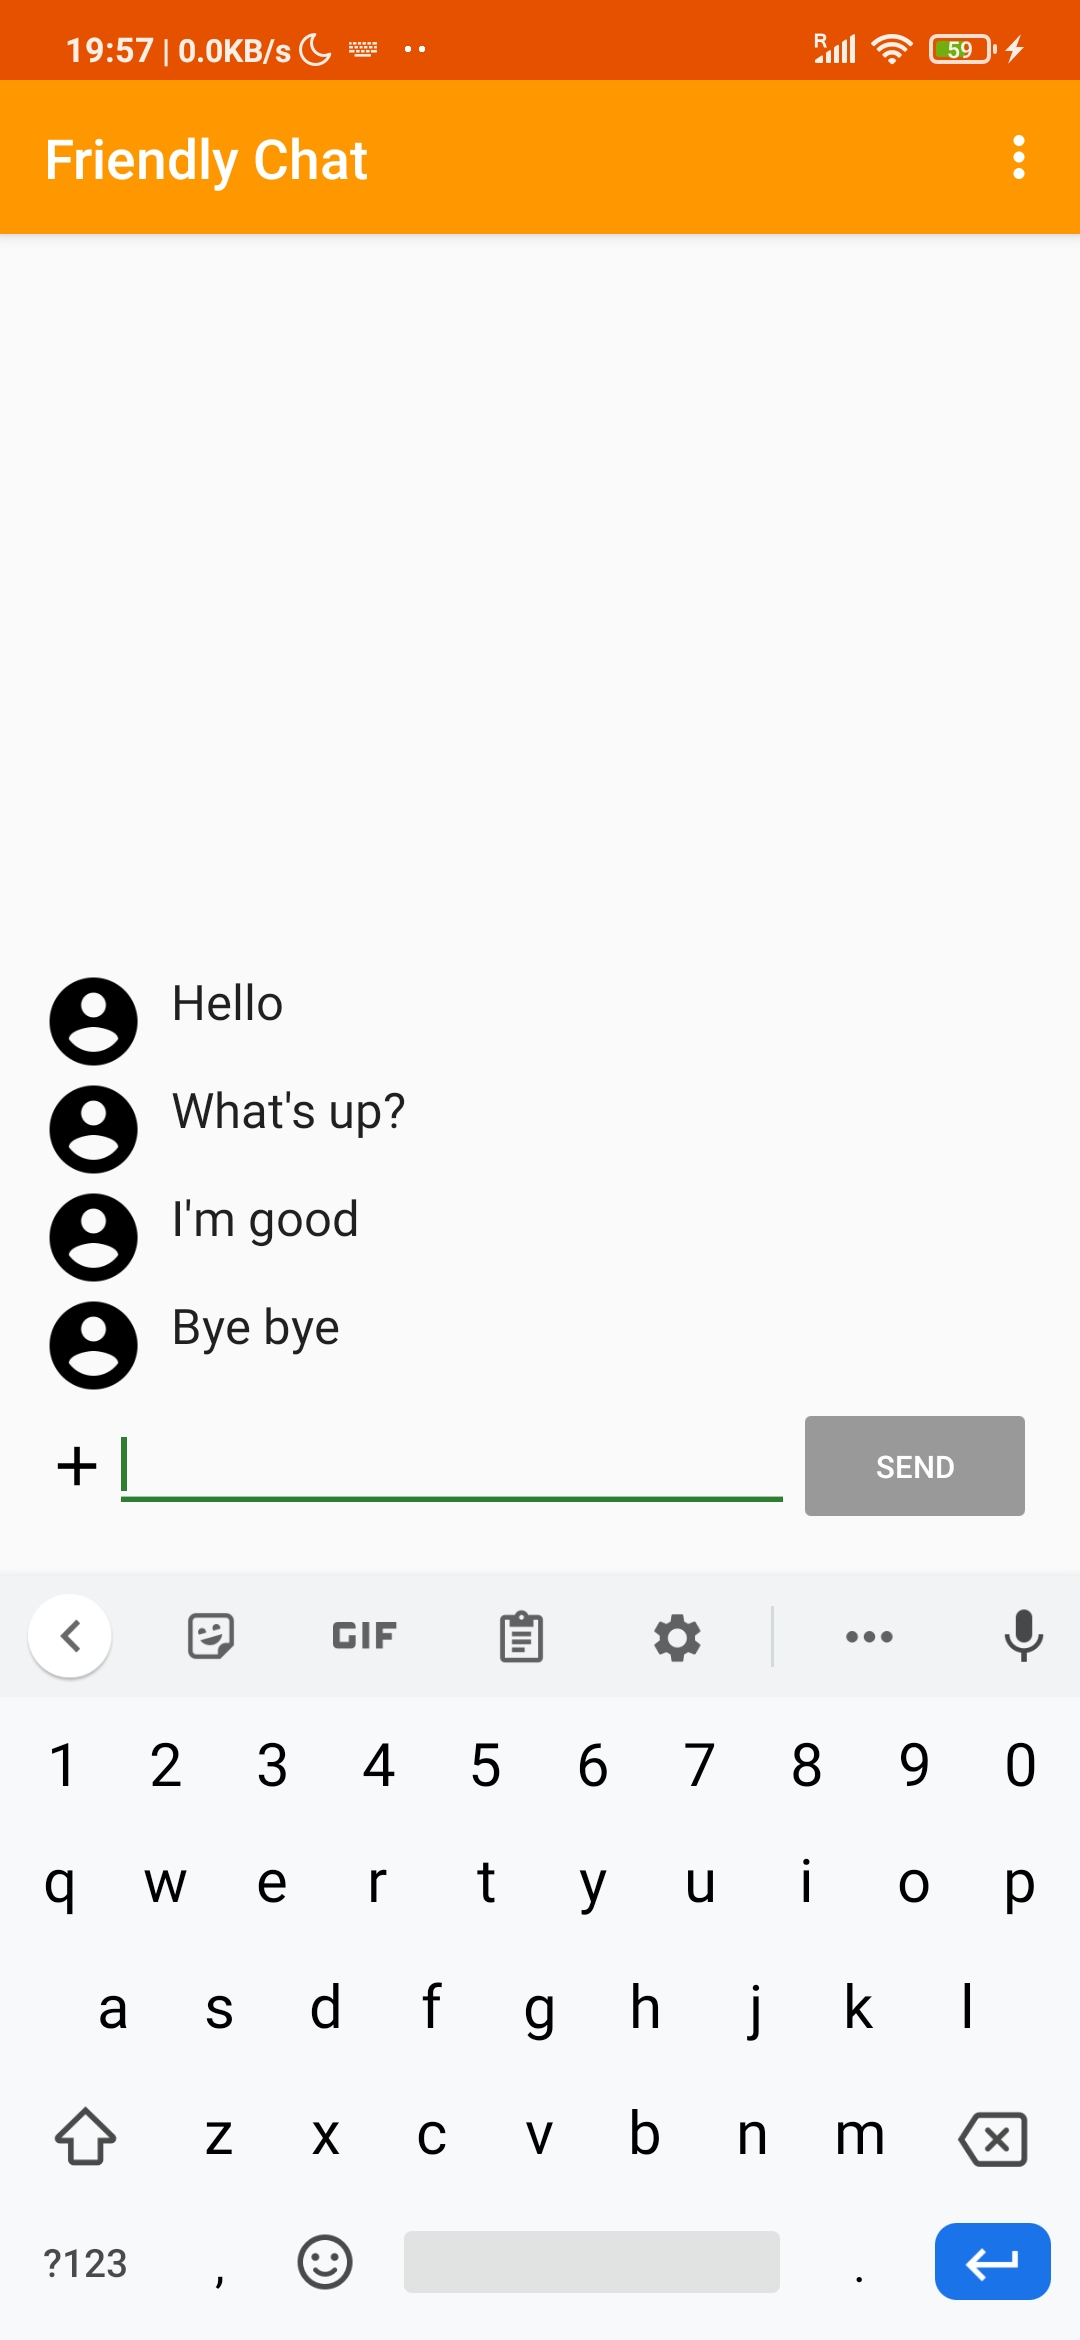 19:57 | 0.0KB/s R 59
Friendly Chat
Hello
What's up?
I'm good
Bye bye
SEND
GIF
1 2 3 4 5 6 7 8 9 0
q w e r t y u i o p
a s d f g h j k l
z x c v b n m
?123 , .